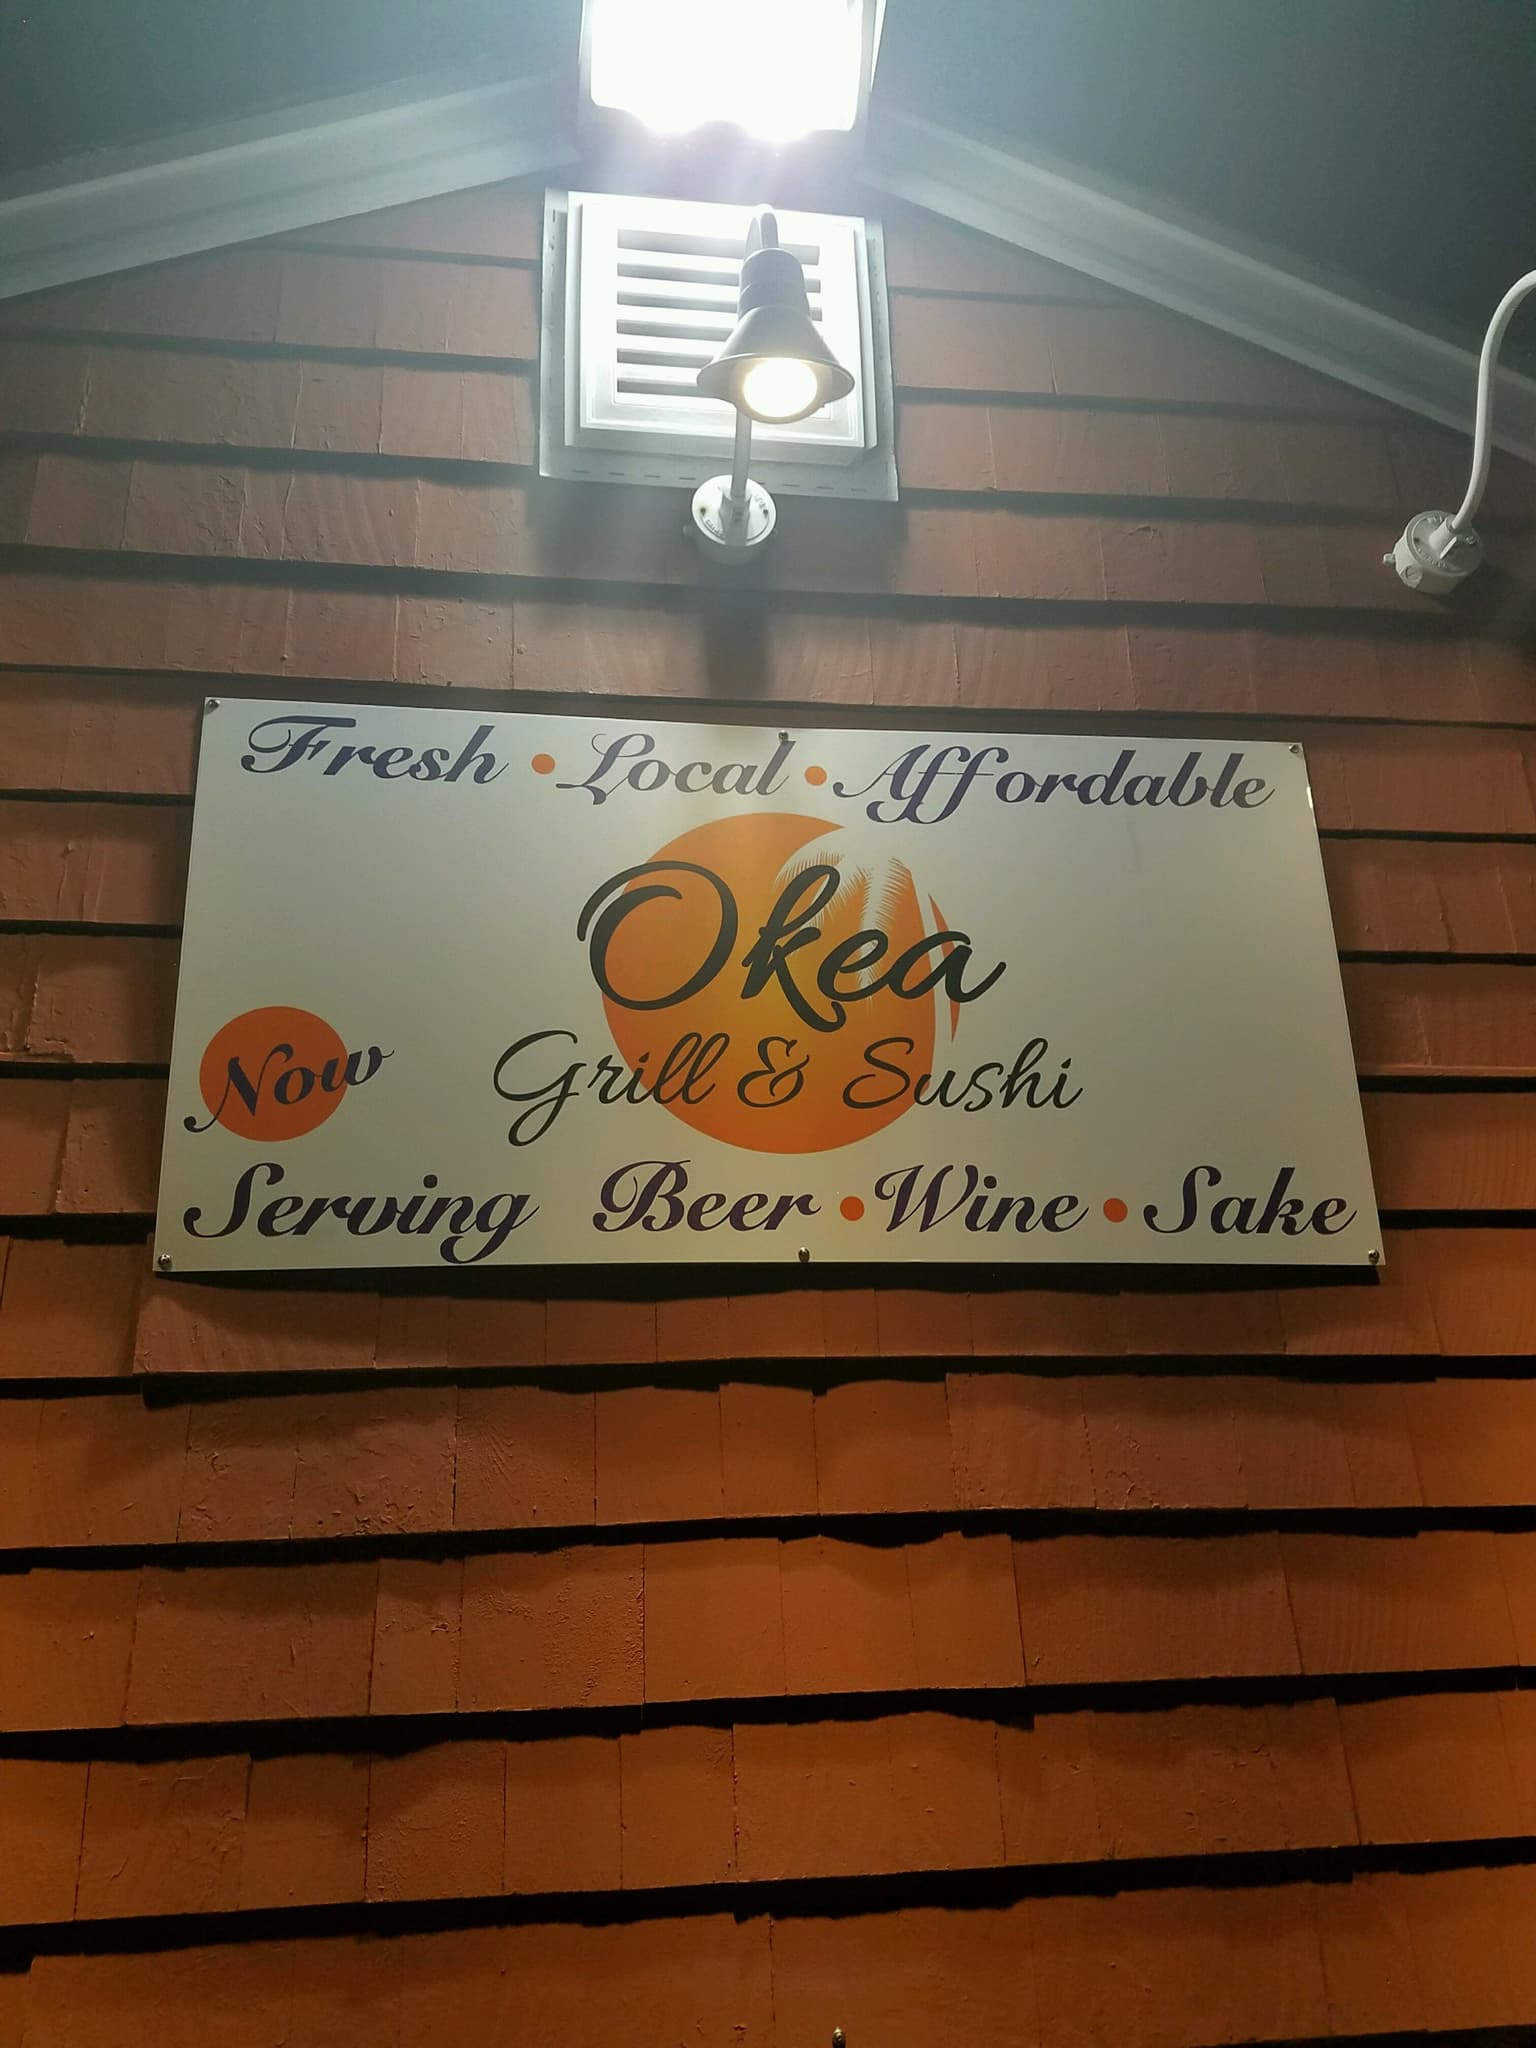 Fresh • Local • Affordable
Okea
Grill & Sushi
Now
Serving Beer • Wine • Sake